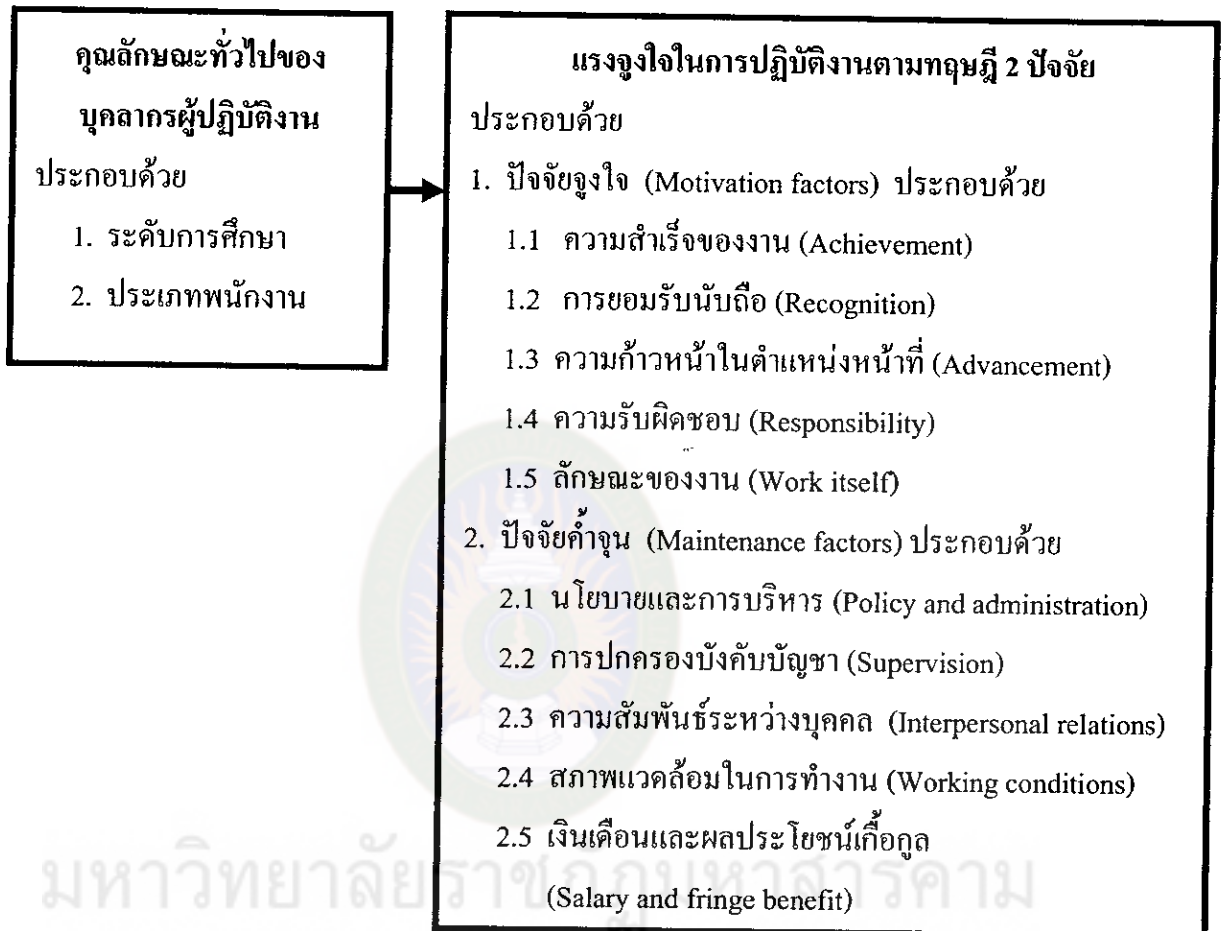 คุณลักษณะทั่วไปของ
บุคลากรผู้ปฏิบัติงาน
ประกอบด้วย
1. ระดับการศึกษา
2. ประเภทพนักงาน
แรงจูงใจในการปฏิบัติงานตามทฤษฎี 2 ปัจจัย
ประกอบด้วย
1. ปัจจัยจูงใจ (Motivation factors) ประกอบด้วย
1.1 ความสำเร็จของงาน (Achievement)
1.2 การยอมรับนับถือ (Recognition)
1.3 ความก้าวหน้าในตำแหน่งหน้าที่ (Advancement)
1.4 ความรับผิดชอบ (Responsibility)
1.5 ลักษณะของงาน (Work itself)
2. ปัจจัยค้ำจุน (Maintenance factors) ประกอบด้วย
2.1 นโยบายและการบริหาร (Policy and administration)
2.2 การปกครองบังคับบัญชา (Supervision)
2.3 ความสัมพันธ์ระหว่างบุคคล (Interpersonal relations)
2.4 สภาพแวดล้อมในการทำงาน (Working conditions)
2.5 เงินเดือนและผลประโยชน์เกื้อกูล
(Salary and fringe benefit)
มหาวิทยาลัยราชภัฏมหาสารคาม